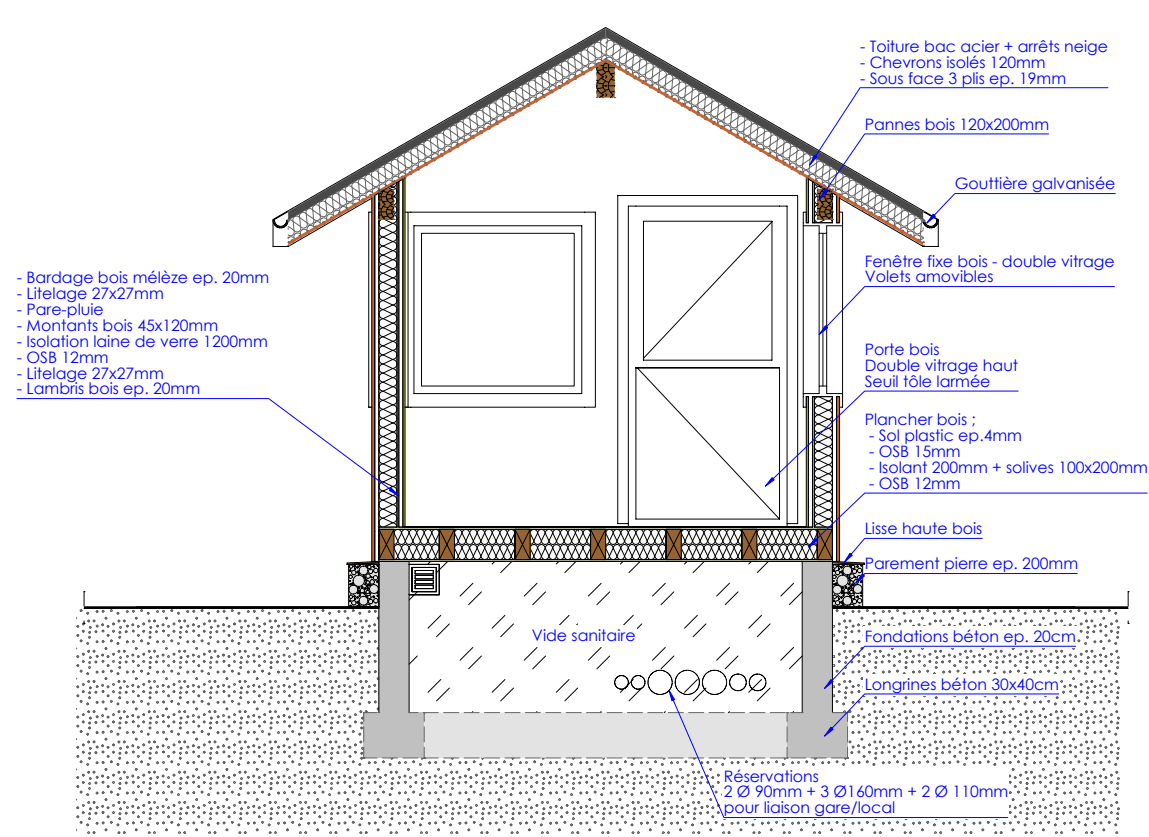 - Toiture bac acier + arrêts neige
- Chevrons isolés 120mm
- Sous face 3 plis ep. 19mm
Pannes bois 120x200mm
Gouttière galvanisée
- Bardage bois mélèze ep. 20mm
- Litelage 27x27mm
- Pare-pluie
- Montants bois 45x120mm
- Isolation laine de verre 1200mm
- OSB 12mm
- Litelage 27x27mm
- Lambris bois ep. 20mm
Fenêtre fixe bois - double vitrage
Volets amovibles
Porte bois
Double vitrage haut
Seuil tôle larmée
Plancher bois ;
- Sol plastic ep.4mm
- OSB 15mm
- Isolant 200mm + solives 100x200mm
- OSB 12mm
Lisse haute bois
Parement pierre ep. 200mm
Vide sanitaire
Fondations béton ep. 20cm
Longrines béton 30x40cm
Réservations
2 Ø 90mm + 3 Ø160mm + 2 Ø 110mm
pour liaison gare/local